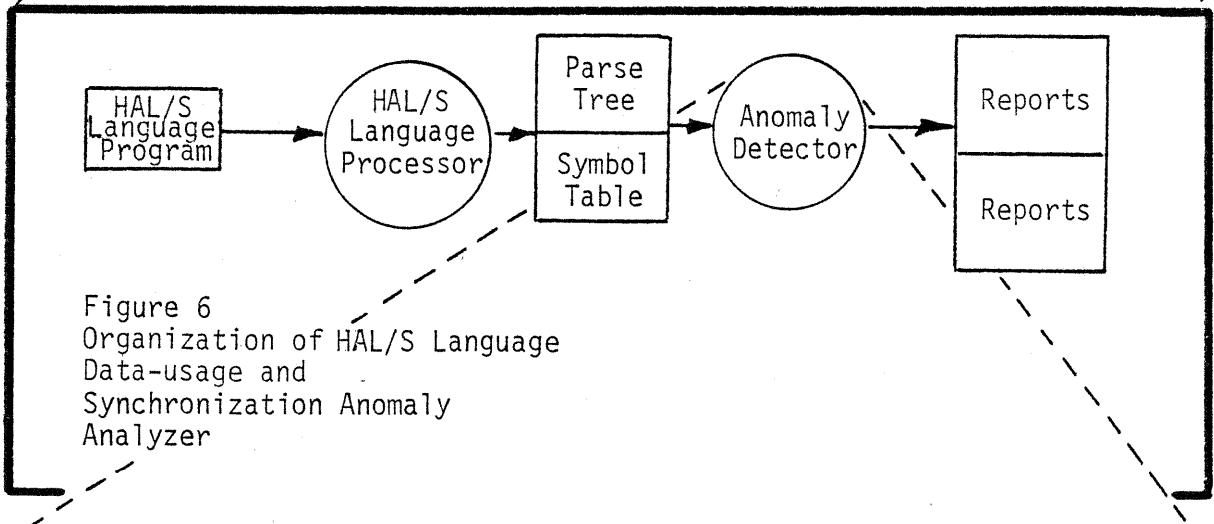 HAL/S
Language
Program
HAL/S
Language
Processor
Parse
Tree
Symbol
Table
Anomaly
Detector
Reports
Reports
Figure 6
Organization of HAL/S Language
Data-usage and
Synchronization Anomaly
Analyzer